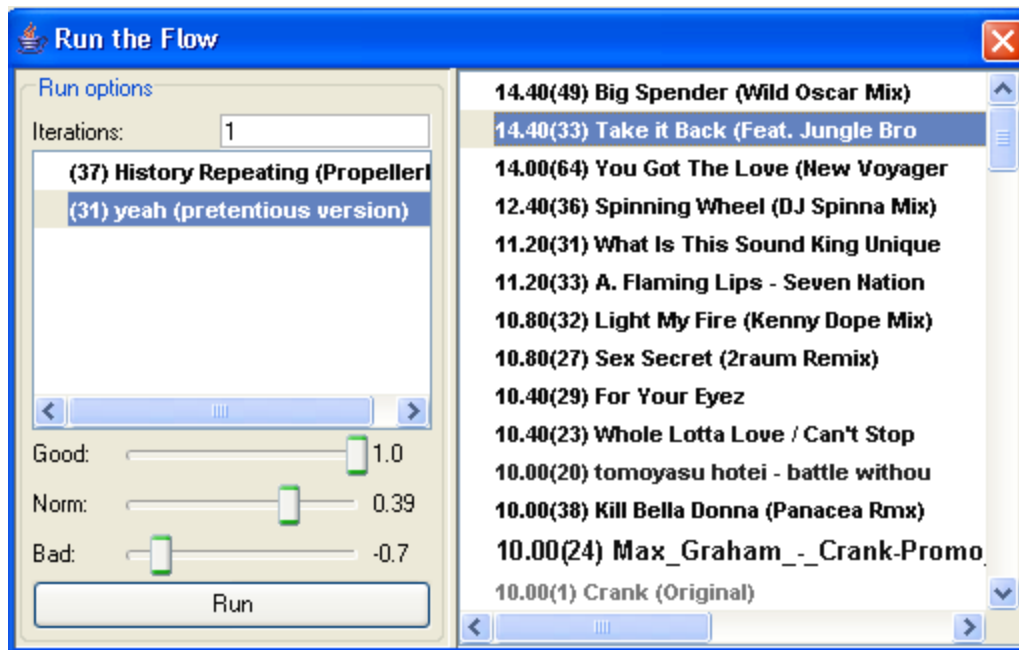 Run the Flow
Run options
Iterations:
1
(37) History Repeating (Propeller
(31) yeah (pretentious version)
Good:
1.0
Norm:
0.39
Bad:
-0.7
Run
14.40(49) Big Spender (Wild Oscar Mix)
14.40(33) Take it Back (Feat. Jungle Bro
14.00(64) You Got The Love (New Voyager
12.40(36) Spinning Wheel (DJ Spinna Mix)
11.20(31) What Is This Sound King Unique
11.20(33) A. Flaming Lips - Seven Nation
10.80(32) Light My Fire (Kenny Dope Mix)
10.80(27) Sex Secret (2raum Remix)
10.40(29) For Your Eyez
10.40(23) Whole Lotta Love / Can't Stop
10.00(20) tomoyasu hotei - battle withou
10.00(38) Kill Bella Donna (Panacea Rmx)
10.00(24) Max_Graham_-_Crank-Promo_
10.00(1) Crank (Original)